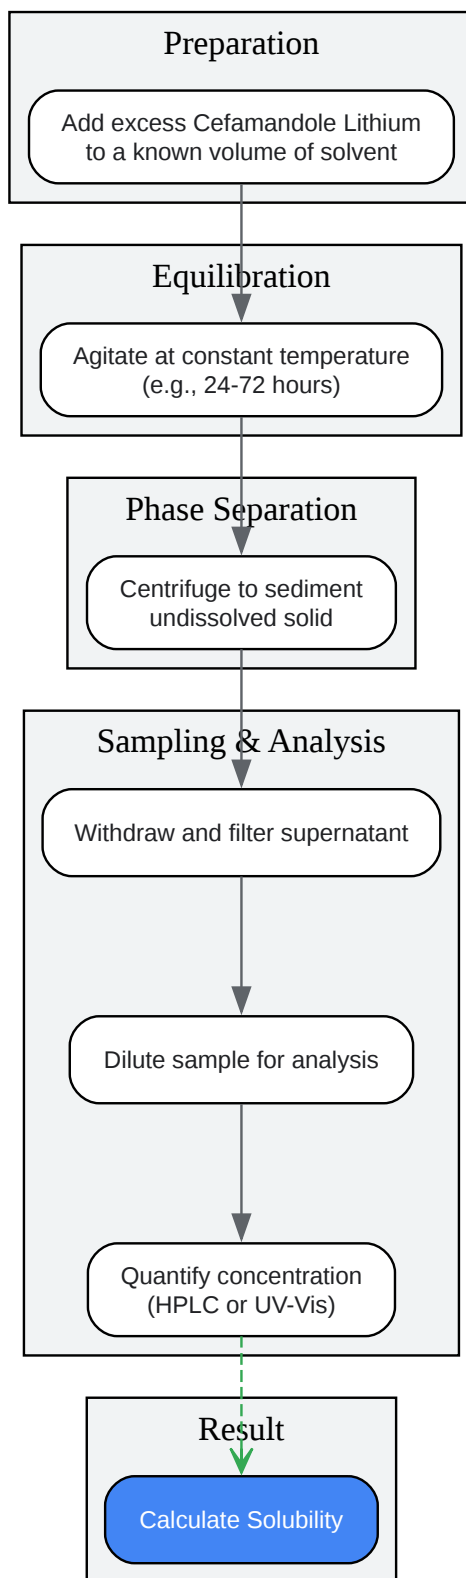 Preparation
Add excess Cefamandole Lithium
to a known volume of solvent
Equilibration
Agitate at constant temperature
(e.g., 24-72 hours)
Phase Separation
Centrifuge to sediment
undissolved solid
Sampling & Analysis
Withdraw and filter supernatant
Dilute sample for analysis
Quantify concentration
(HPLC or UV-Vis)
Result
Calculate Solubility